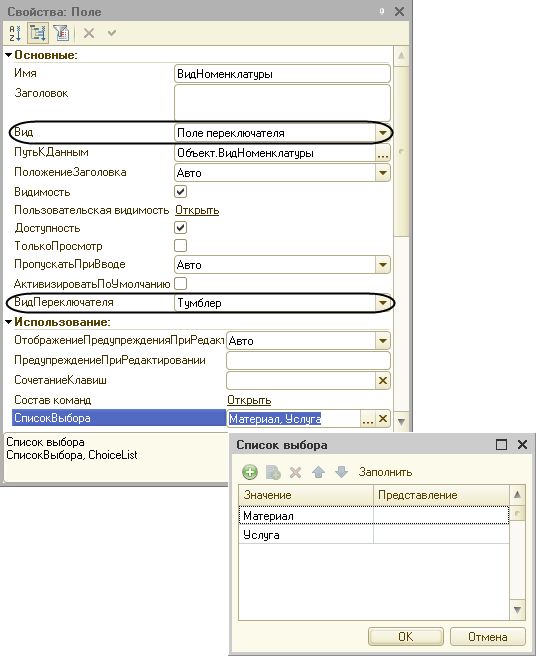 Свойства: Поле
Основные:
Имя ВидНоменклатуры
Заголовок
Вид Поле переключателя
ПутьКДанным Объект.ВидНоменклатуры ...
ПоложениеЗаголовка Авто
Видимость
Пользовательская видимость Открыть
Доступность
ТолькоПросмотр
ПропускатьПриВводе Авто
АктивизироватьПоУмолчанию
ВидПереключателя Тумблер
Использование:
ОтображениеПредупрежденияПриРедакт Авто
ПредупреждениеПриРедактировании
СочетаниеКлавиш
Состав команд Открыть
СписокВыбора Материал, Услуга ...
Список выбора
СписокВыбора, ChoiceList
Список выбора
Заполнить
Значение Представление
Материал
Услуга
OK Отмена